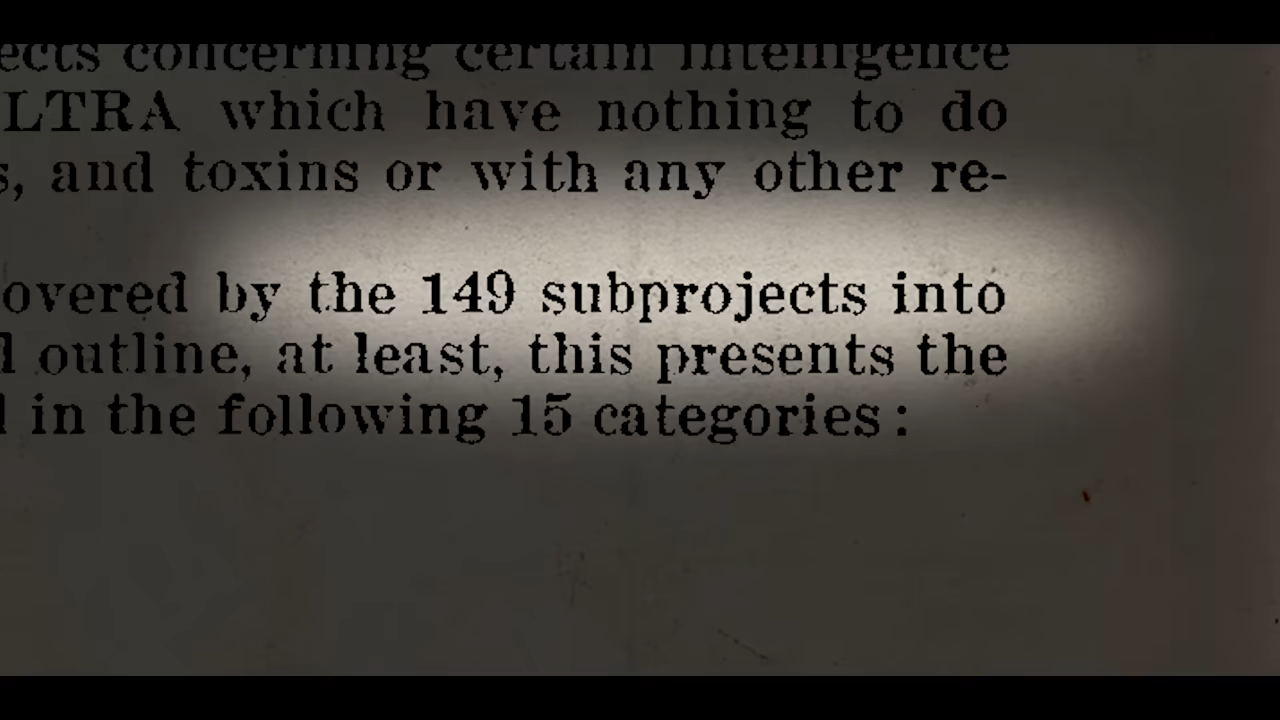 ects concerning certain intelligence
LTRA which have nothing to do
s, and toxins or with any other re-
overed by the 149 subprojects into
l outline, at least, this presents the
l in the following 15 categories: